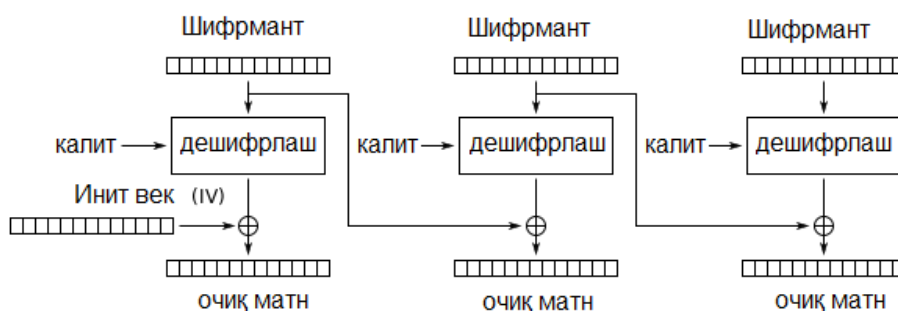 Шифрмант Шифрмант Шифрмант
калит дешифрлаш калит дешифрлаш калит дешифрлаш
Инит век (IV)
очиқ матн очиқ матн очиқ матн